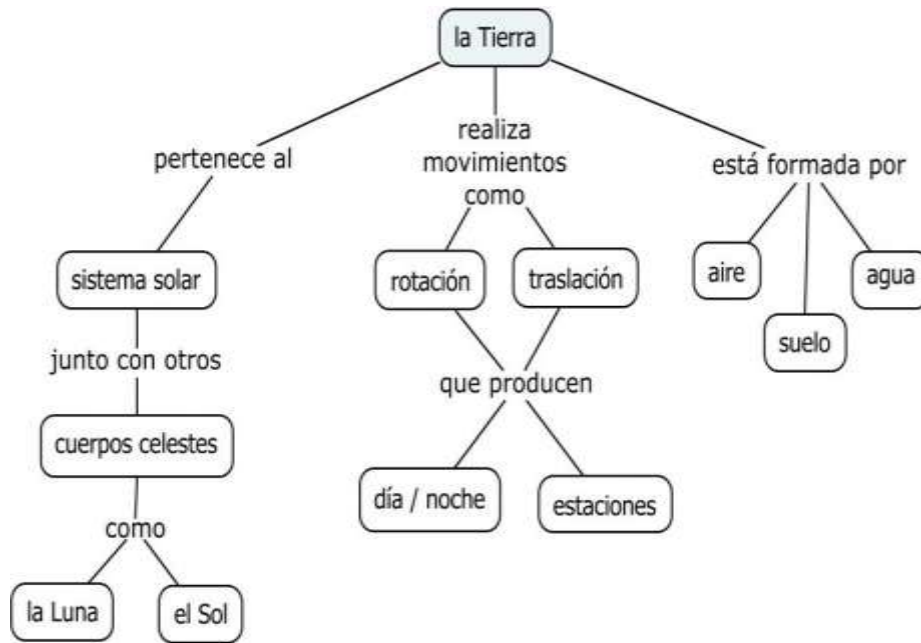 la Tierra
pertenece al
sistema solar
junto con otros
cuerpos celestes
como
la Luna
el Sol
realiza
movimientos
como
rotación
traslación
que producen
día / noche
estaciones
está formada por
aire
suelo
agua